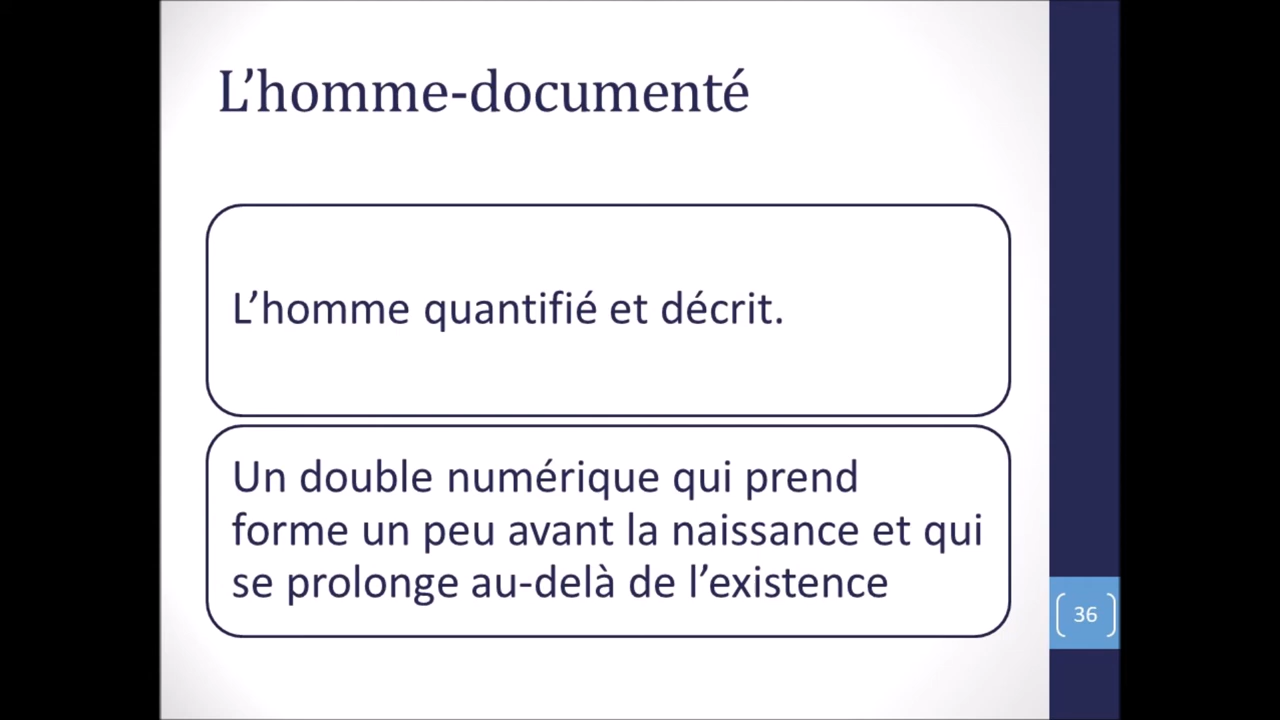 L’homme-documenté
L’homme quantifié et décrit.
Un double numérique qui prend
forme un peu avant la naissance et qui
se prolonge au-delà de l’existence
36